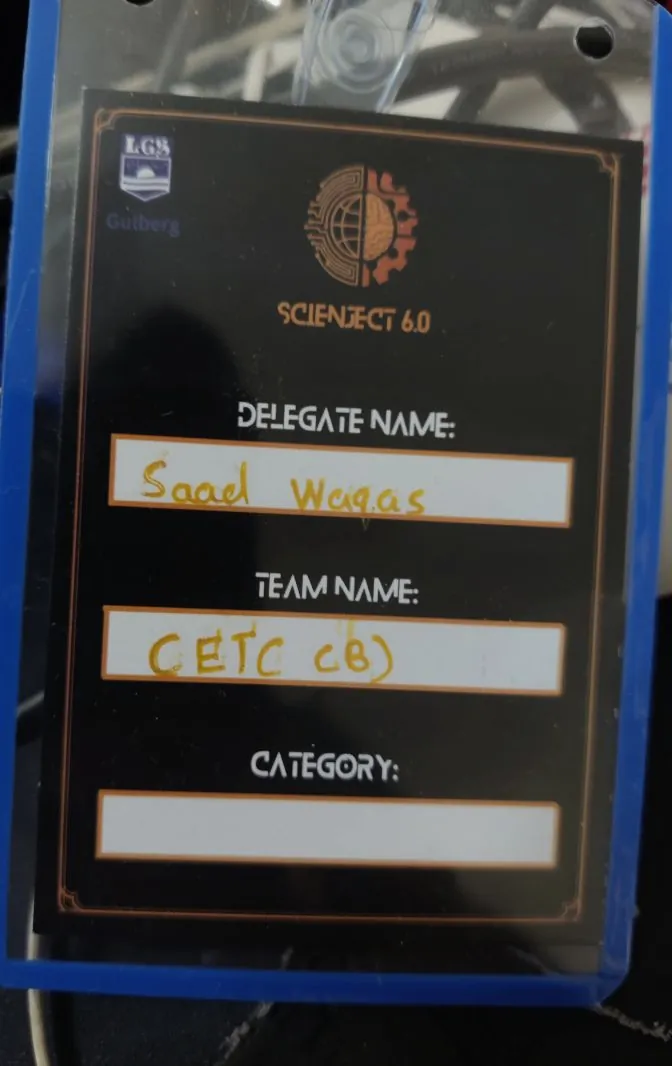 LGS
Gulberg
SCIENJECT 6.0
DELEGATE NAME:
Saad Waqas
TEAM NAME:
CETC (B)
CATEGORY: